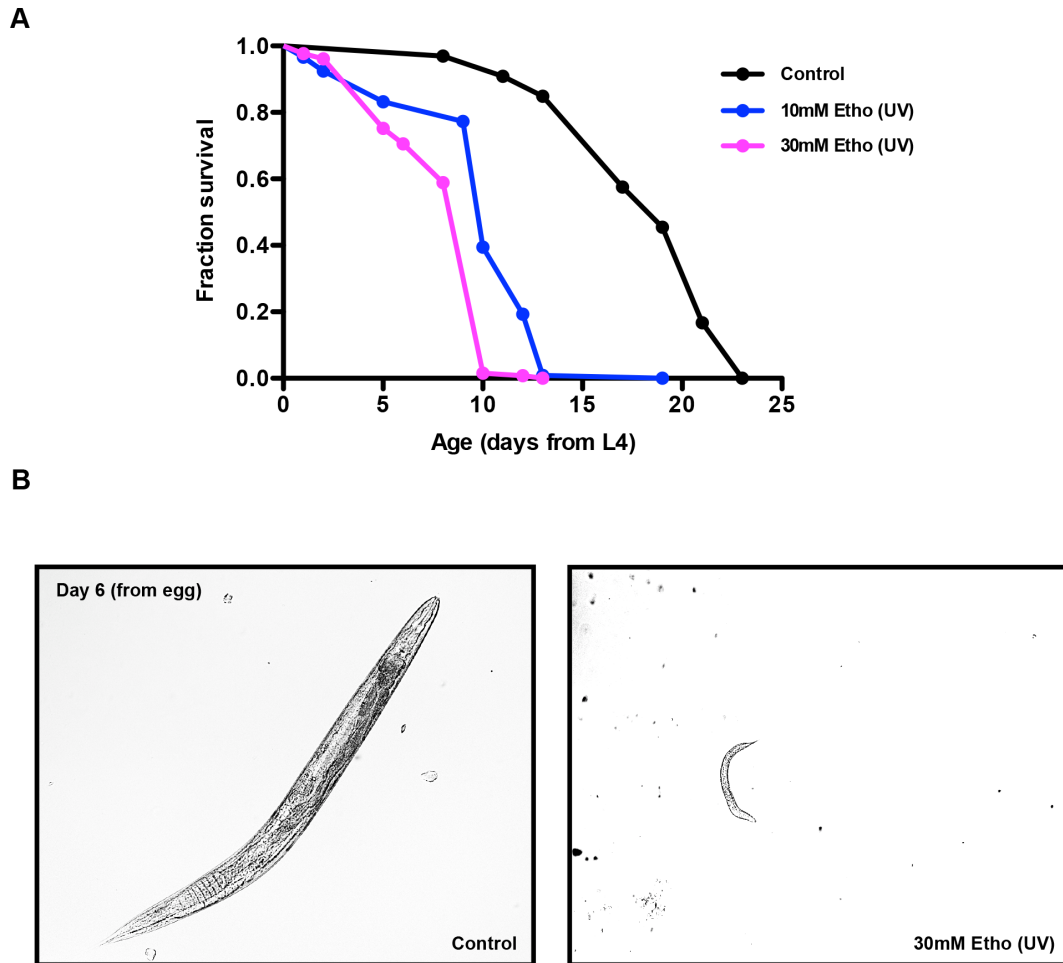 A
1.0
0.8
0.6
0.4
0.2
0.0
Fraction survival
0 5 10 15 20 25
Age (days from L4)
Control
10mM Etho (UV)
30mM Etho (UV)
B
Day 6 (from egg)
Control
30mM Etho (UV)